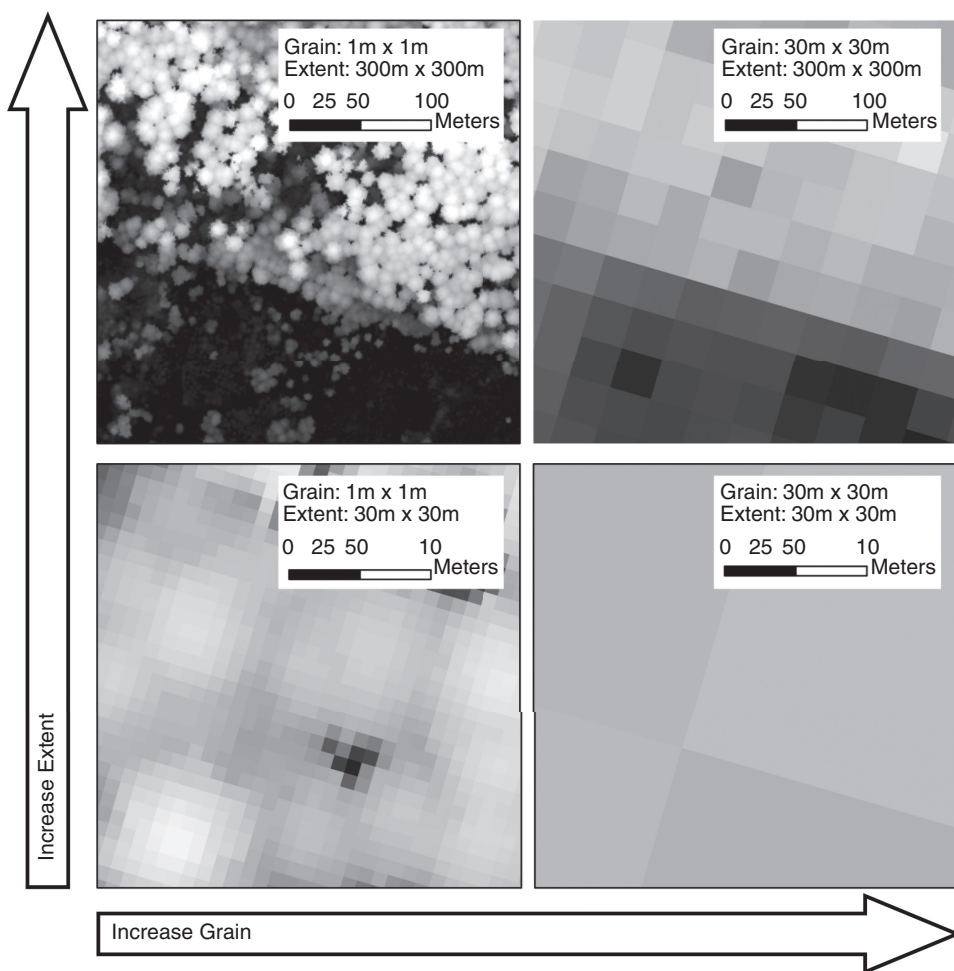 Grain: 1m x 1m
Extent: 300m x 300m
0 25 50 100
Meters
Grain: 30m x 30m
Extent: 300m x 300m
0 25 50 100
Meters
Grain: 1m x 1m
Extent: 30m x 30m
0 25 50 10
Meters
Grain: 30m x 30m
Extent: 30m x 30m
0 25 50 10
Meters
Increase Extent
Increase Grain